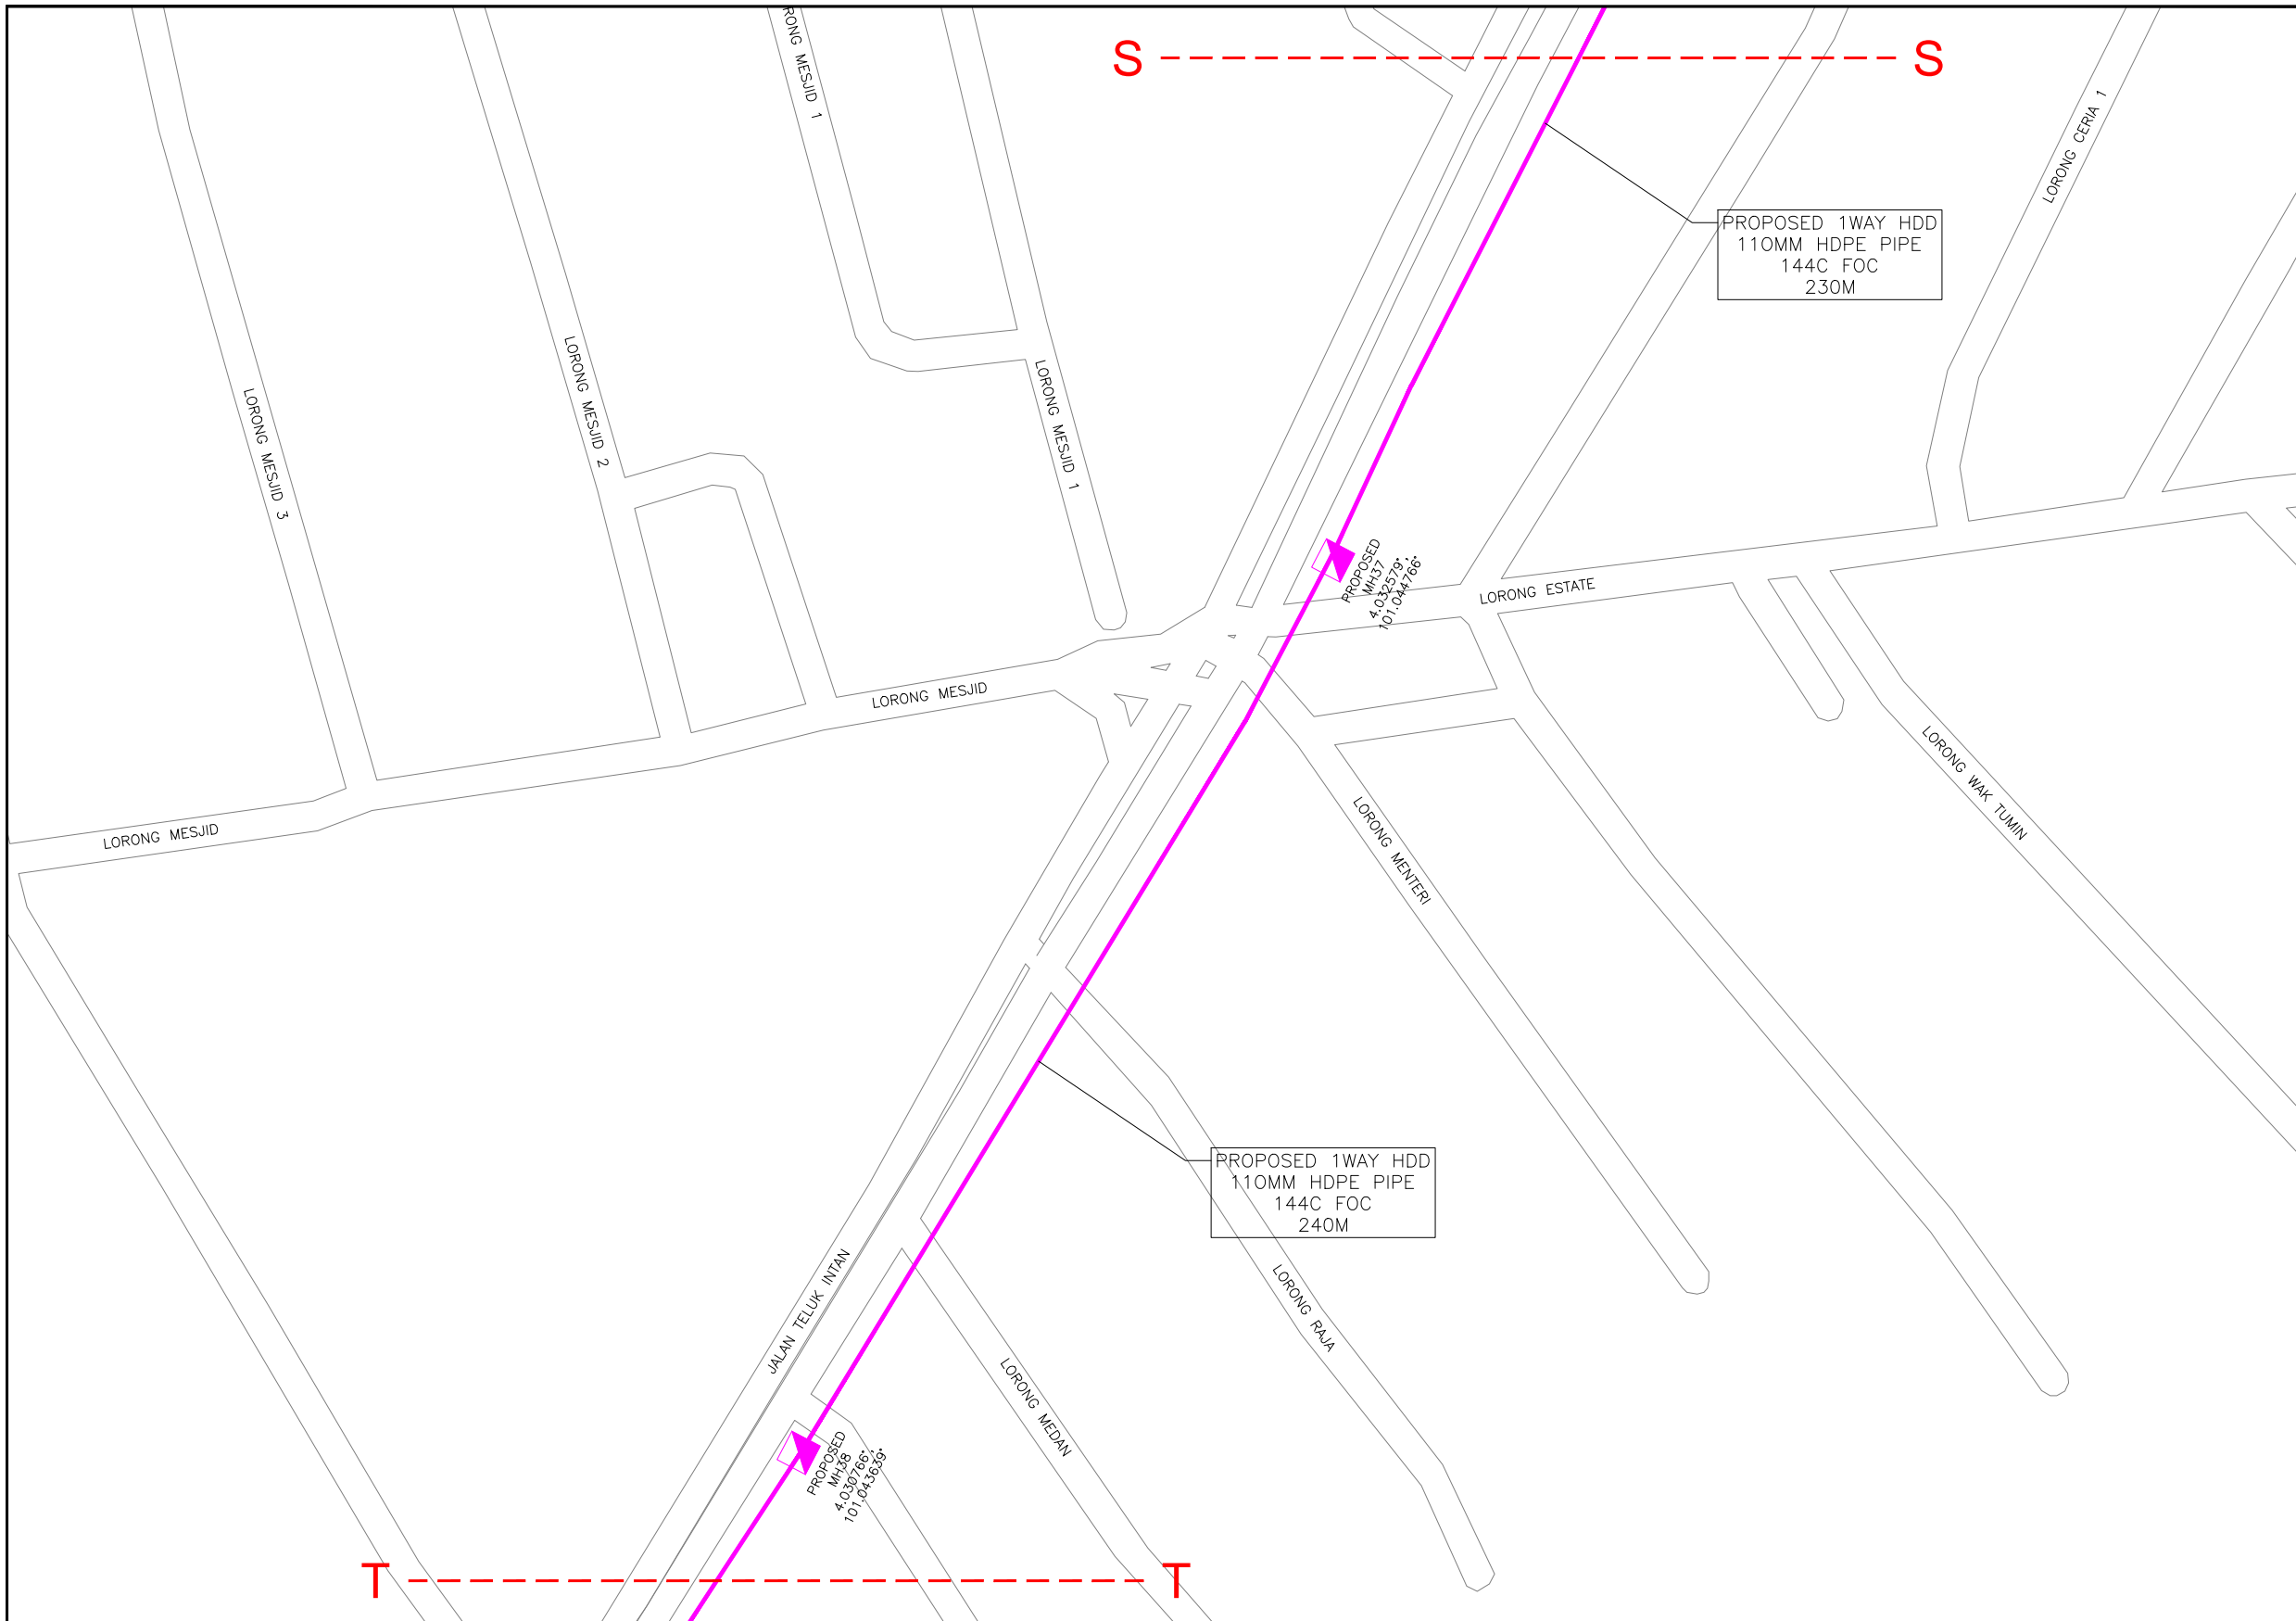 S
S
RONG MESJID 1
LORONG CERIA 1
PROPOSED 1WAY HDD
110MM HDPE PIPE
144C FOC
230M
LORONG MESJID 3
LORONG MESJID 2
LORONG MESJID 1
PROPOSED
MH37
4.032579°,
101.044766°
LORONG ESTATE
LORONG MESJID
LORONG MESJID
LORONG MENTERI
LORONG WAK TUMIN
PROPOSED 1WAY HDD
110MM HDPE PIPE
144C FOC
240M
JALAN TELUK INTAN
LORONG RAJA
LORONG MEDAN
PROPOSED
MH38
4.030766°,
101.043639°
T
T